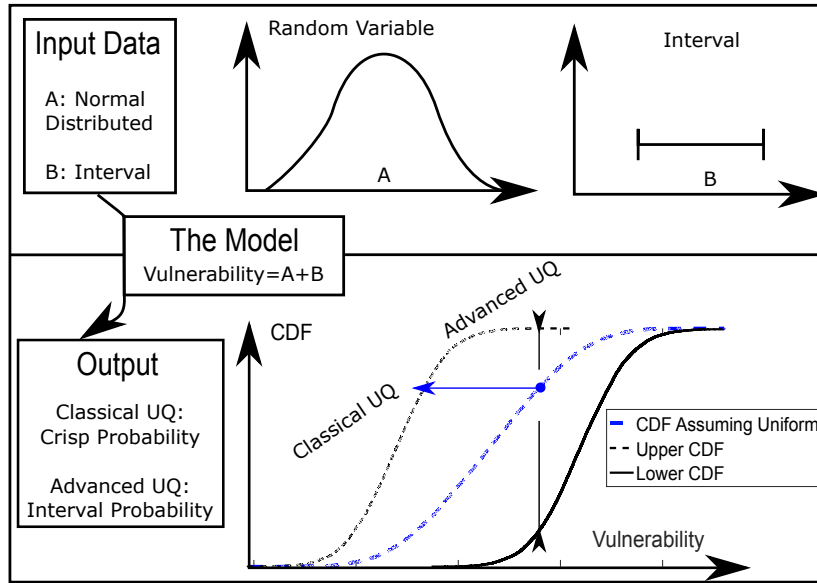 Input Data
A: Normal
Distributed
B: Interval
Random Variable
A
Interval
B
The Model
Vulnerability=A+B
Output
Classical UQ:
Crisp Probability
Advanced UQ:
Interval Probability
CDF
Advanced UQ
Classical UQ
CDF Assuming Uniform
Upper CDF
Lower CDF
Vulnerability